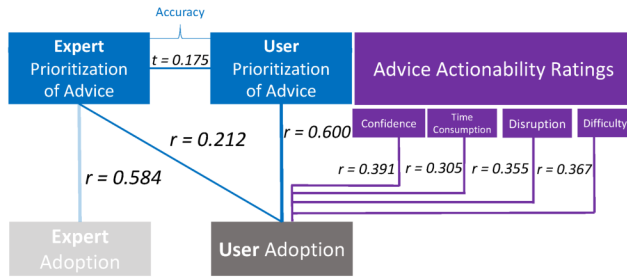 Accuracy
Expert
Prioritization
of Advice
t = 0.175
User
Prioritization
of Advice
Advice Actionability Ratings
Confidence
Time
Consumption
Disruption
Difficulty
r = 0.212
r = 0.600
r = 0.391
r = 0.305
r = 0.355
r = 0.367
r = 0.584
Expert
Adoption
User Adoption